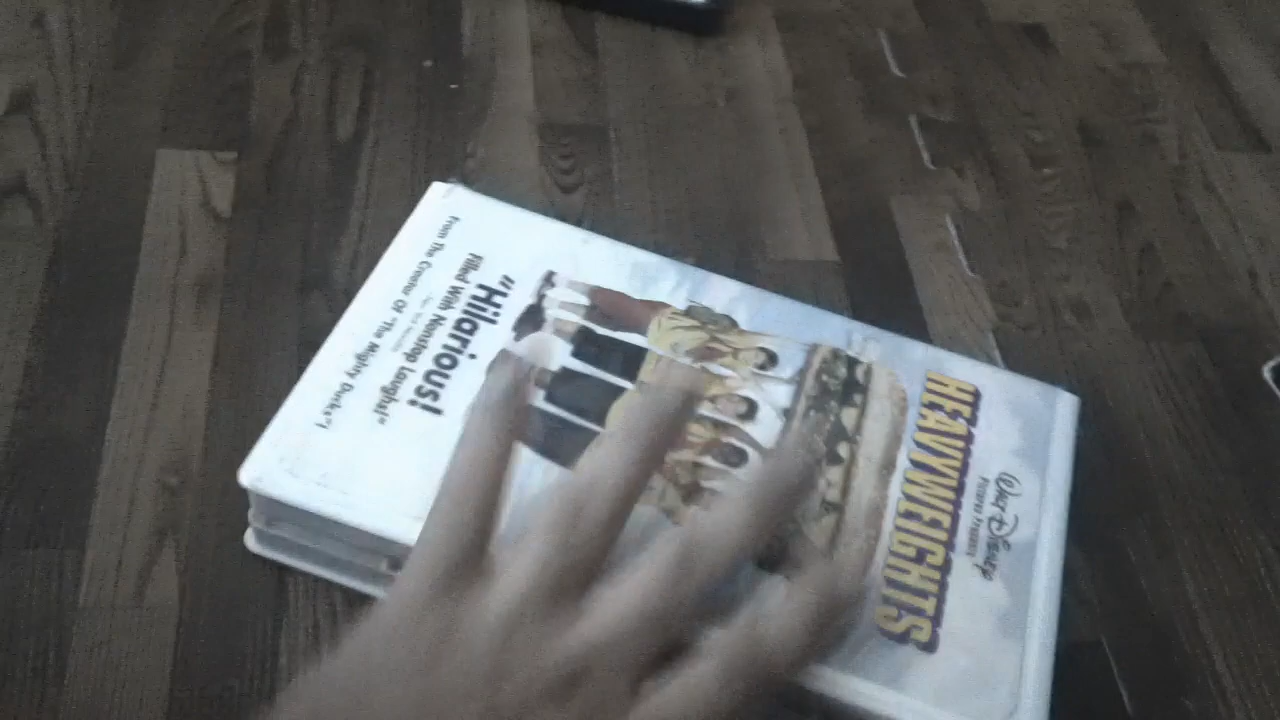 Walt Disney
Pictures Presents
HEAVYWEIGHTS
"Hilarious!
Filled With Nonstop Laughs!"
From The Creator Of "The Mighty Ducks"!